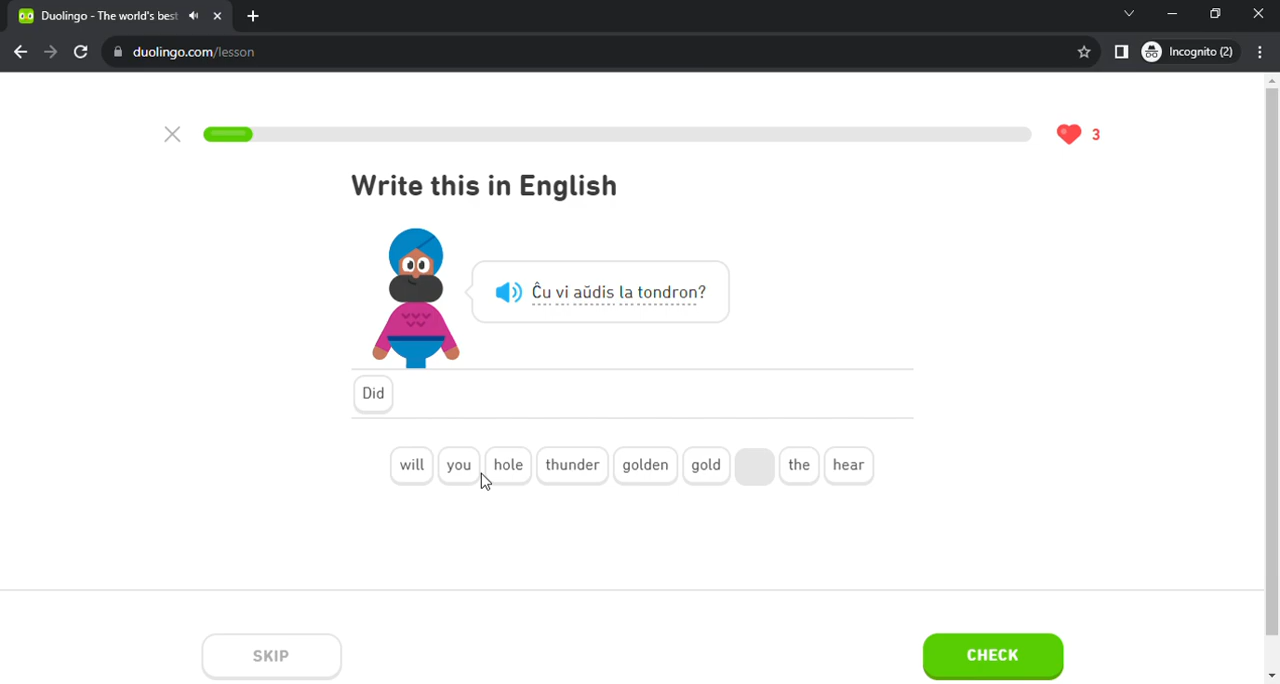 Duolingo - The world's best
duolingo.com/lesson
Incognito (2)
3
Write this in English
Ĉu vi aŭdis la tondron?
Did
will you hole thunder golden gold the hear
SKIP
CHECK